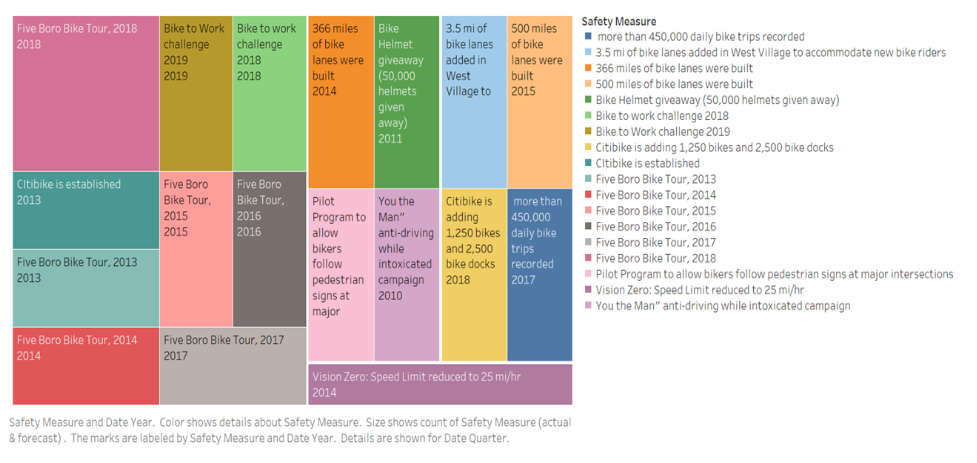 Five Boro Bike Tour, 2018
2018
Bike to Work
challenge
2019
2019
Bike to work
challenge
2018
2018
366 miles
of bike
lanes were
built
2014
Bike
Helmet
giveaway
(50,000
helmets
given
away)
2011
3.5 mi of
bike lanes
added in
West
Village to
500 miles
of bike
lanes were
built
2015
CItibike is established
2013
Five Boro
Bike Tour,
2015
2015
Five Boro
Bike Tour,
2016
2016
Five Boro Bike Tour, 2013
2013
Five Boro Bike Tour, 2014
2014
Five Boro Bike Tour, 2017
2017
Pilot
Program to
allow
bikers
follow
pedestrian
signs at
major
You the
Man"
anti-driving
while
intoxicated
campaign
2010
Citibike is
adding
1,250 bikes
and 2,500
bike docks
2018
more than
450,000
daily bike
trips
recorded
2017
Vision Zero: Speed Limit reduced to 25 mi/hr
2014
Safety Measure
more than 450,000 daily bike trips recorded
3.5 mi of bike lanes added in West Village to accommodate new bike riders
366 miles of bike lanes were built
500 miles of bike lanes were built
Bike Helmet giveaway (50,000 helmets given away)
Bike to work challenge 2018
Bike to Work challenge 2019
Citibike is adding 1,250 bikes and 2,500 bike docks
CItibike is established
Five Boro Bike Tour, 2013
Five Boro Bike Tour, 2014
Five Boro Bike Tour, 2015
Five Boro Bike Tour, 2016
Five Boro Bike Tour, 2017
Five Boro Bike Tour, 2018
Pilot Program to allow bikers follow pedestrian signs at major intersections
Vision Zero: Speed Limit reduced to 25 mi/hr
You the Man" anti-driving while intoxicated campaign
Safety Measure and Date Year. Color shows details about Safety Measure. Size shows count of Safety Measure (actual
& forecast) . The marks are labeled by Safety Measure and Date Year. Details are shown for Date Quarter.